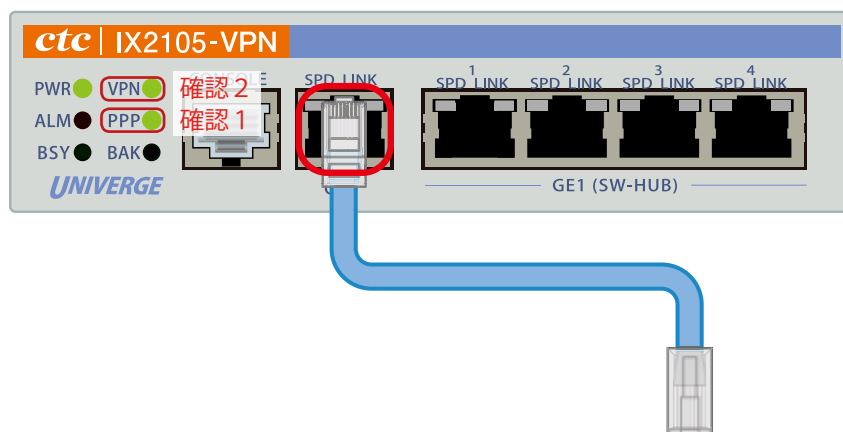 ctc IX2105-VPN
PWR VPN 確認2 CONSOLE SPD LINK
1 2 3 4
SPD LINK SPD LINK SPD LINK SPD LINK
ALM PPP 確認1
BSY BAK
UNIVERGE
GE1 (SW-HUB)